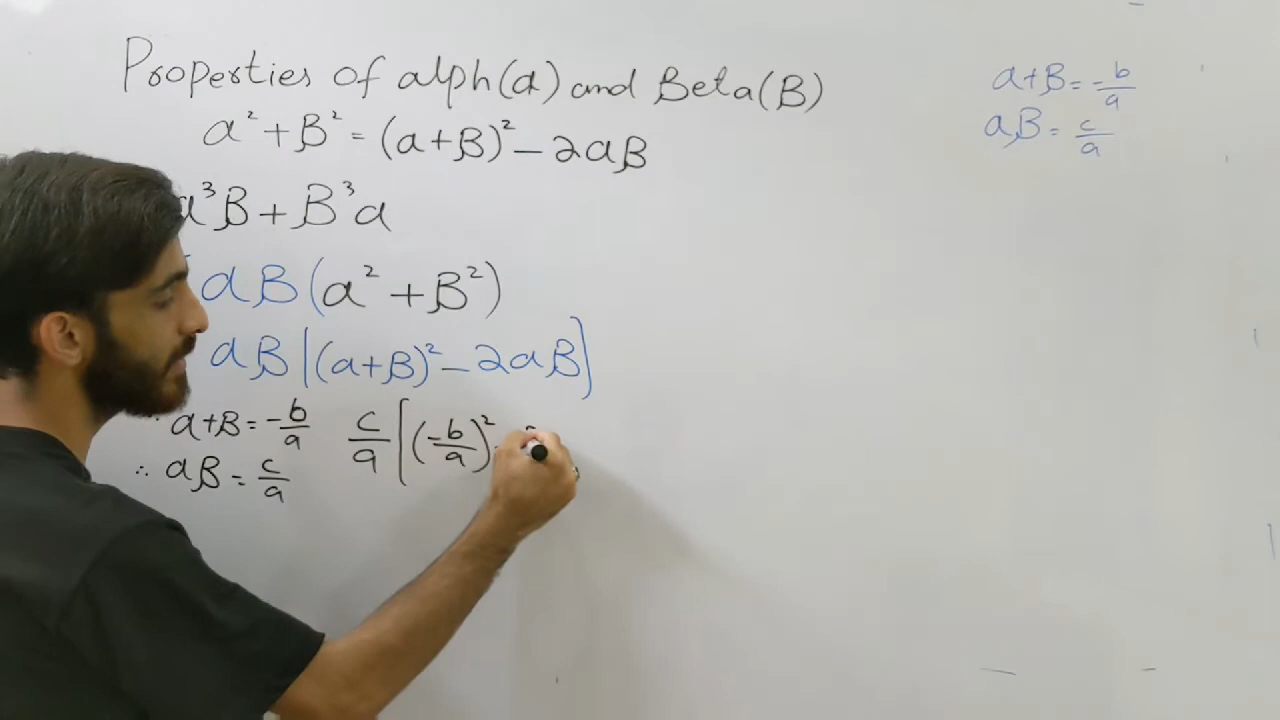 Properties of alph(α) and Beta(β)
α² + β² = (α+β)² − 2αβ
α³β + β³α
αβ(α² + β²)
αβ[(α+β)² − 2αβ]
∴ α+β = −b/a   c/a [(−b/a)² −
∴ αβ = c/a
α+β = −b/a
αβ = c/a